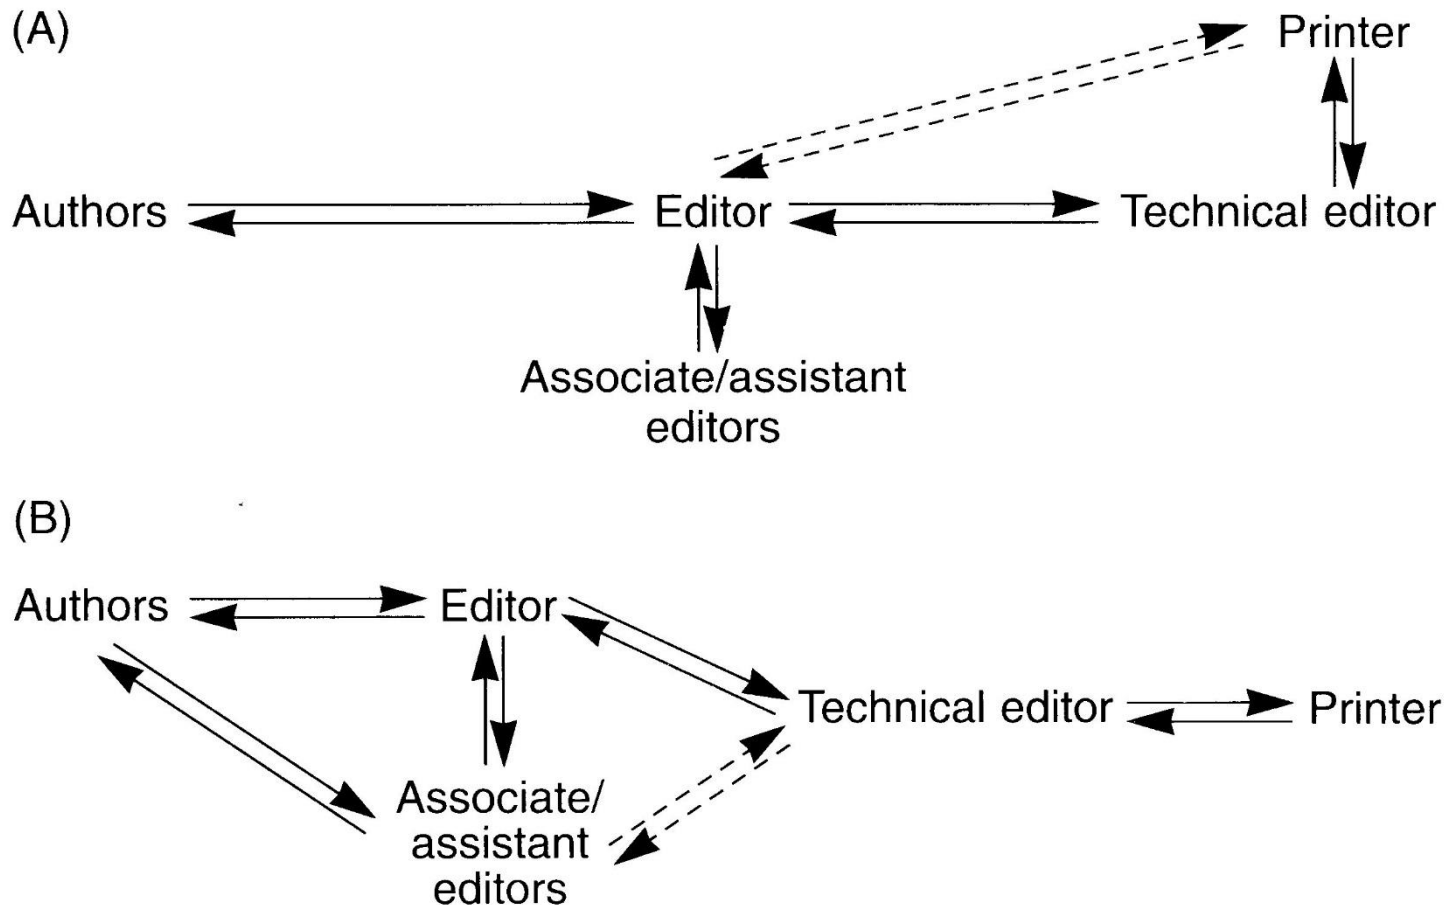 (A)
Printer
Authors
Editor
Technical editor
Associate/assistant
editors
(B)
Authors
Editor
Technical editor
Printer
Associate/
assistant
editors